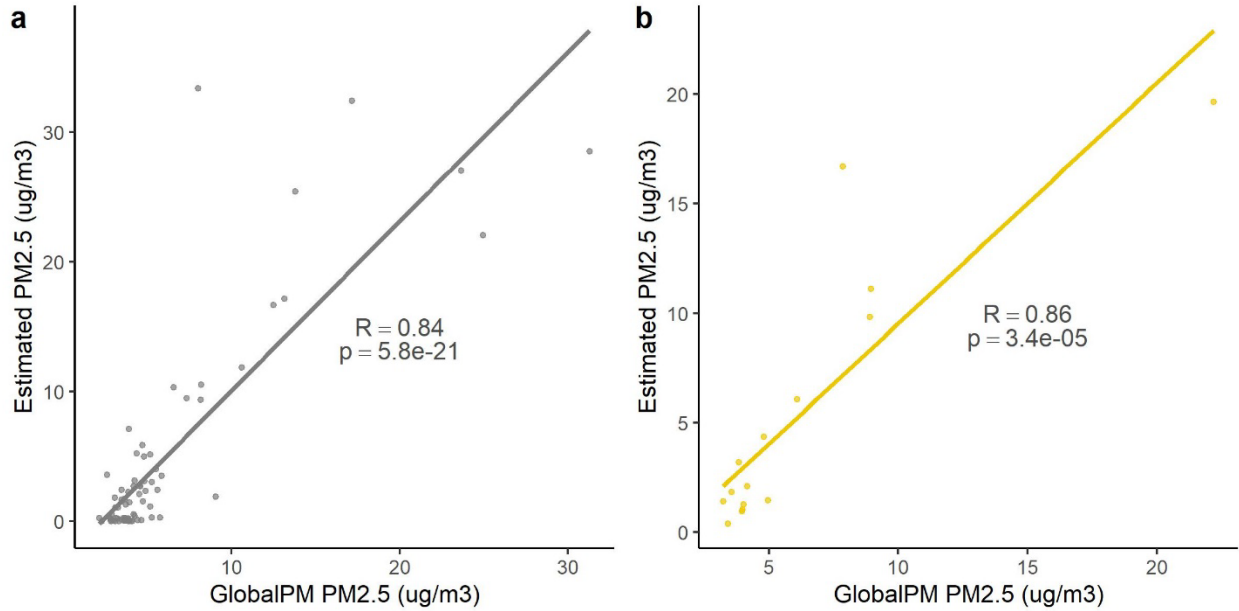 a
Estimated PM2.5 (ug/m3)
30
20
10
0
R = 0.84
p = 5.8e-21
10
20
30
GlobalPM PM2.5 (ug/m3)
b
Estimated PM2.5 (ug/m3)
20
15
10
5
0
R = 0.86
p = 3.4e-05
5
10
15
20
GlobalPM PM2.5 (ug/m3)